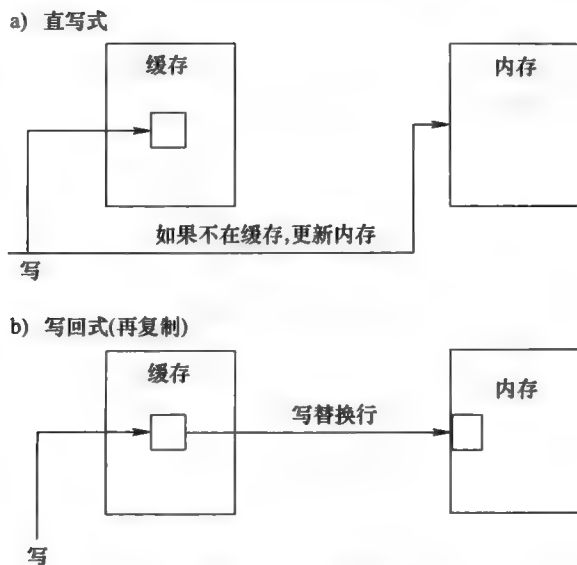 a) 直写式
缓存
内存
如果不在缓存,更新内存
写
b) 写回式(再复制)
缓存
内存
写替换行
写